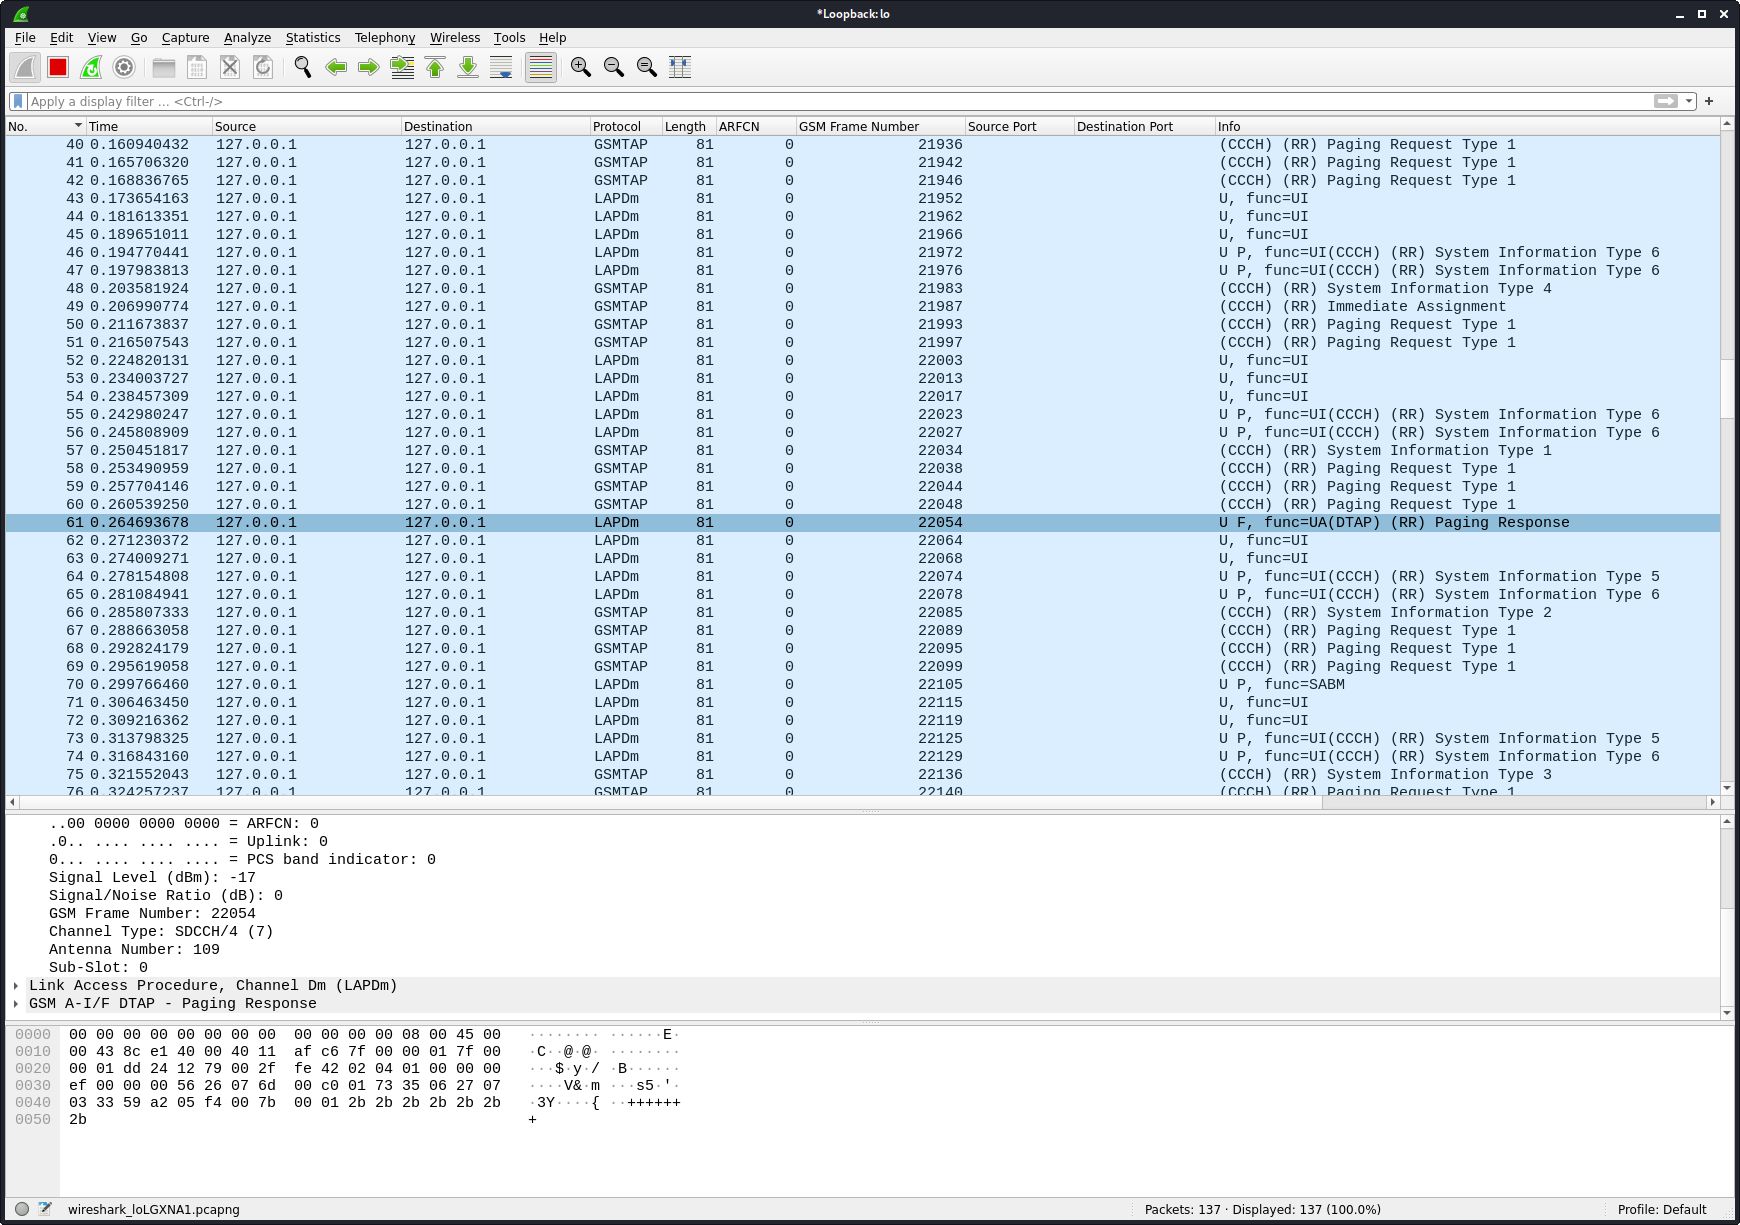 *Loopback: lo
File Edit View Go Capture Analyze Statistics Telephony Wireless Tools Help
Apply a display filter ... <Ctrl-/>
No. Time Source Destination Protocol Length ARFCN GSM Frame Number Source Port Destination Port Info
40 0.160940432 127.0.0.1 127.0.0.1 GSMTAP 81 0 21936 (CCCH) (RR) Paging Request Type 1
41 0.165706320 127.0.0.1 127.0.0.1 GSMTAP 81 0 21942 (CCCH) (RR) Paging Request Type 1
42 0.168836765 127.0.0.1 127.0.0.1 GSMTAP 81 0 21946 (CCCH) (RR) Paging Request Type 1
43 0.173654163 127.0.0.1 127.0.0.1 LAPDm 81 0 21952 U, func=UI
44 0.181613351 127.0.0.1 127.0.0.1 LAPDm 81 0 21962 U, func=UI
45 0.189651011 127.0.0.1 127.0.0.1 LAPDm 81 0 21966 U, func=UI
46 0.194770441 127.0.0.1 127.0.0.1 LAPDm 81 0 21972 U P, func=UI(CCCH) (RR) System Information Type 6
47 0.197983813 127.0.0.1 127.0.0.1 LAPDm 81 0 21976 U P, func=UI(CCCH) (RR) System Information Type 6
48 0.203581924 127.0.0.1 127.0.0.1 GSMTAP 81 0 21983 (CCCH) (RR) System Information Type 4
49 0.206990774 127.0.0.1 127.0.0.1 GSMTAP 81 0 21987 (CCCH) (RR) Immediate Assignment
50 0.211673837 127.0.0.1 127.0.0.1 GSMTAP 81 0 21993 (CCCH) (RR) Paging Request Type 1
51 0.216507543 127.0.0.1 127.0.0.1 GSMTAP 81 0 21997 (CCCH) (RR) Paging Request Type 1
52 0.224820131 127.0.0.1 127.0.0.1 LAPDm 81 0 22003 U, func=UI
53 0.234003727 127.0.0.1 127.0.0.1 LAPDm 81 0 22013 U, func=UI
54 0.238457309 127.0.0.1 127.0.0.1 LAPDm 81 0 22017 U, func=UI
55 0.242980247 127.0.0.1 127.0.0.1 LAPDm 81 0 22023 U P, func=UI(CCCH) (RR) System Information Type 6
56 0.245808909 127.0.0.1 127.0.0.1 LAPDm 81 0 22027 U P, func=UI(CCCH) (RR) System Information Type 6
57 0.250451817 127.0.0.1 127.0.0.1 GSMTAP 81 0 22034 (CCCH) (RR) System Information Type 1
58 0.253490959 127.0.0.1 127.0.0.1 GSMTAP 81 0 22038 (CCCH) (RR) Paging Request Type 1
59 0.257704146 127.0.0.1 127.0.0.1 GSMTAP 81 0 22044 (CCCH) (RR) Paging Request Type 1
60 0.260539250 127.0.0.1 127.0.0.1 GSMTAP 81 0 22048 (CCCH) (RR) Paging Request Type 1
61 0.264693678 127.0.0.1 127.0.0.1 LAPDm 81 0 22054 U F, func=UA(DTAP) (RR) Paging Response
62 0.271230372 127.0.0.1 127.0.0.1 LAPDm 81 0 22064 U, func=UI
63 0.274009271 127.0.0.1 127.0.0.1 LAPDm 81 0 22068 U, func=UI
64 0.278154808 127.0.0.1 127.0.0.1 LAPDm 81 0 22074 U P, func=UI(CCCH) (RR) System Information Type 5
65 0.281084941 127.0.0.1 127.0.0.1 LAPDm 81 0 22078 U P, func=UI(CCCH) (RR) System Information Type 6
66 0.285807333 127.0.0.1 127.0.0.1 GSMTAP 81 0 22085 (CCCH) (RR) System Information Type 2
67 0.288663058 127.0.0.1 127.0.0.1 GSMTAP 81 0 22089 (CCCH) (RR) Paging Request Type 1
68 0.292824179 127.0.0.1 127.0.0.1 GSMTAP 81 0 22095 (CCCH) (RR) Paging Request Type 1
69 0.295619058 127.0.0.1 127.0.0.1 GSMTAP 81 0 22099 (CCCH) (RR) Paging Request Type 1
70 0.299766460 127.0.0.1 127.0.0.1 LAPDm 81 0 22105 U P, func=SABM
71 0.306463450 127.0.0.1 127.0.0.1 LAPDm 81 0 22115 U, func=UI
72 0.309216362 127.0.0.1 127.0.0.1 LAPDm 81 0 22119 U, func=UI
73 0.313798325 127.0.0.1 127.0.0.1 LAPDm 81 0 22125 U P, func=UI(CCCH) (RR) System Information Type 5
74 0.316843160 127.0.0.1 127.0.0.1 LAPDm 81 0 22129 U P, func=UI(CCCH) (RR) System Information Type 6
75 0.321552043 127.0.0.1 127.0.0.1 GSMTAP 81 0 22136 (CCCH) (RR) System Information Type 3
76 0.324257237 127.0.0.1 127.0.0.1 GSMTAP 81 0 22140 (CCCH) (RR) Paging Request Type 1
..00 0000 0000 0000 = ARFCN: 0
.0.. .... .... .... = Uplink: 0
0... .... .... .... = PCS band indicator: 0
Signal Level (dBm): -17
Signal/Noise Ratio (dB): 0
GSM Frame Number: 22054
Channel Type: SDCCH/4 (7)
Antenna Number: 109
Sub-Slot: 0
Link Access Procedure, Channel Dm (LAPDm)
GSM A-I/F DTAP - Paging Response
0000 00 00 00 00 00 00 00 00 00 00 00 00 08 00 45 00 ········ ······E·
0010 00 43 8c e1 40 00 40 11 af c6 7f 00 00 01 7f 00 ·C··@·@· ········
0020 00 01 dd 24 12 79 00 2f fe 42 02 04 01 00 00 00 ···$·y·/ ·B······
0030 ef 00 00 00 56 26 07 6d 00 c0 01 73 35 06 27 07 ····V&·m ···s5·'·
0040 03 33 59 a2 05 f4 00 7b 00 01 2b 2b 2b 2b 2b 2b ·3Y····{ ··++++++
0050 2b +
wireshark_loLGXNA1.pcapng Packets: 137 · Displayed: 137 (100.0%) Profile: Default